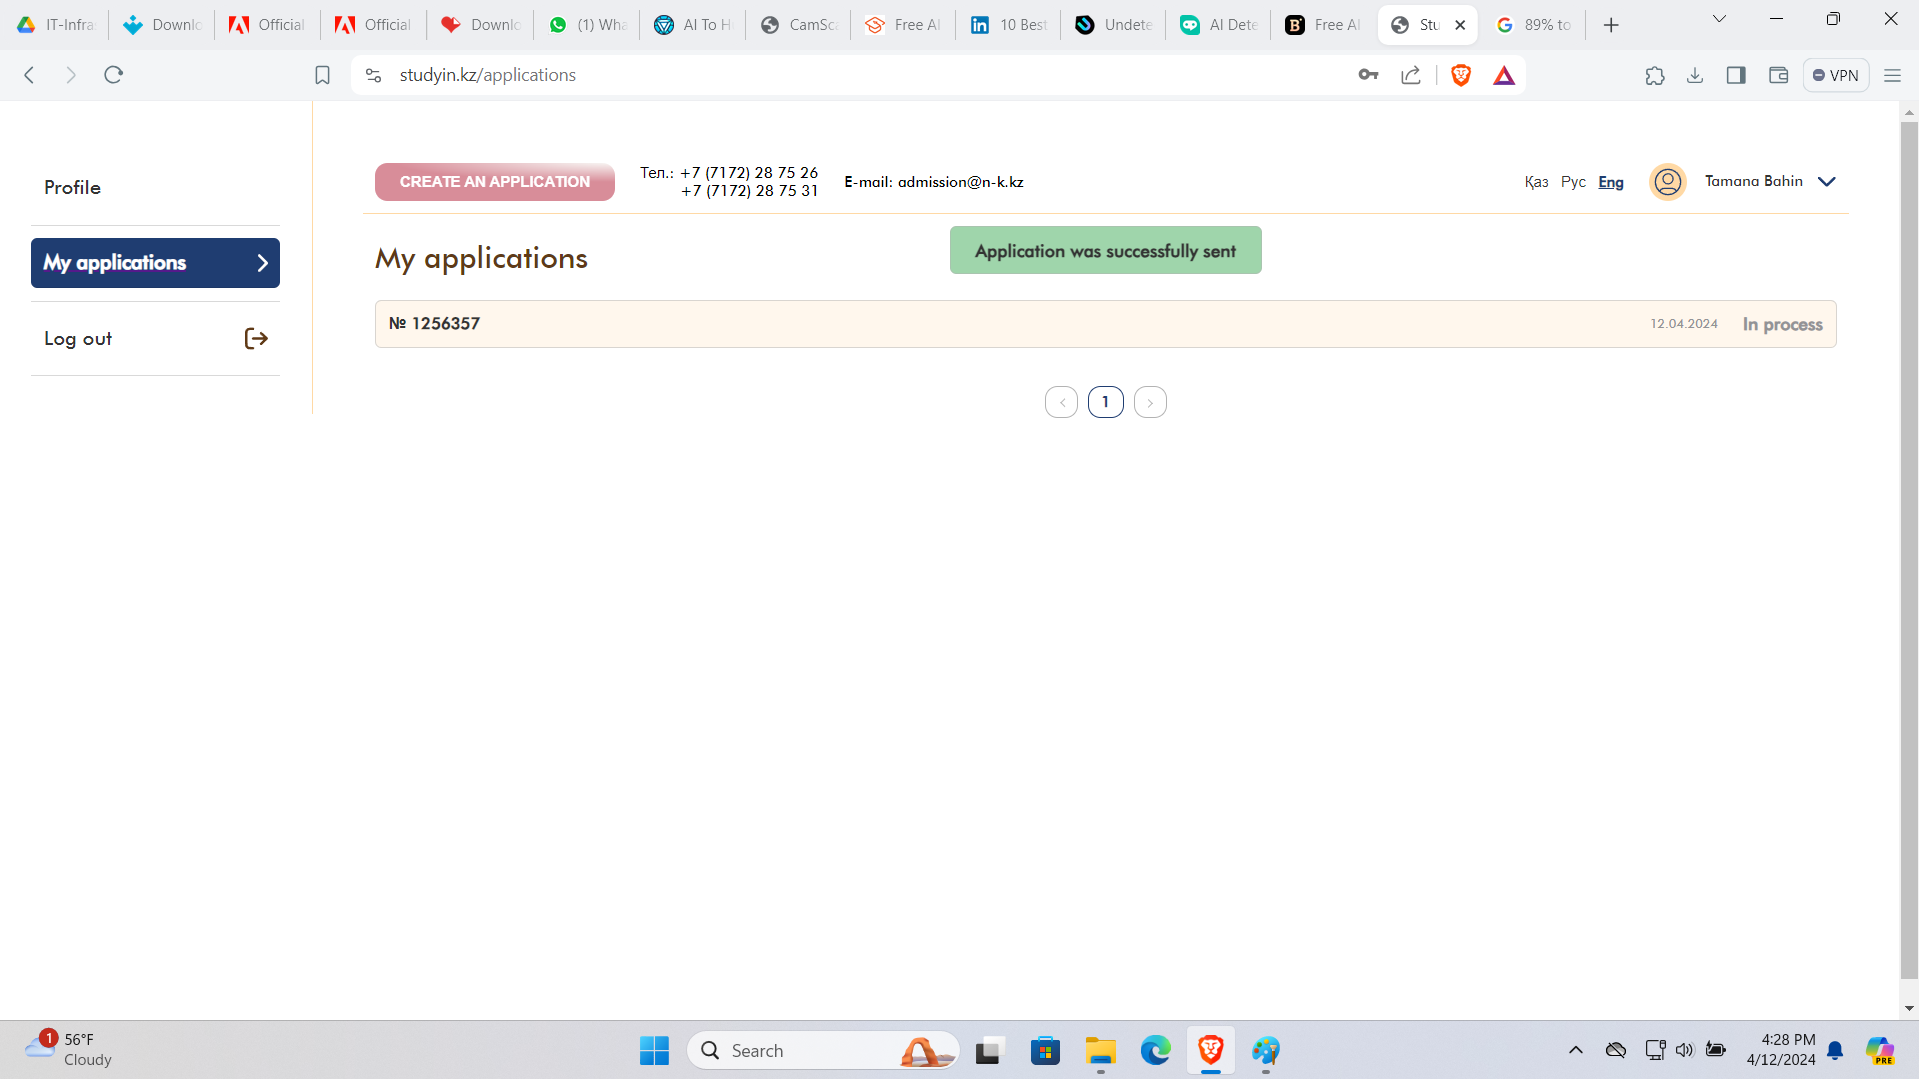 IT-Infra
Downlo
Official
Official
Downlo
(1) Wha
AI To H
CamSca
Free AI
10 Best
Undete
AI Dete
Free AI
Stu
89% to
studyin.kz/applications
VPN
Profile
My applications
Log out
CREATE AN APPLICATION
Тел.: +7 (7172) 28 75 26
+7 (7172) 28 75 31
E-mail: admission@n-k.kz
Қаз Рус Eng
Tamana Bahin
My applications
Application was successfully sent
№ 1256357
12.04.2024
In process
< 1 >
1
56°F
Cloudy
Search
4:28 PM
4/12/2024
PRE